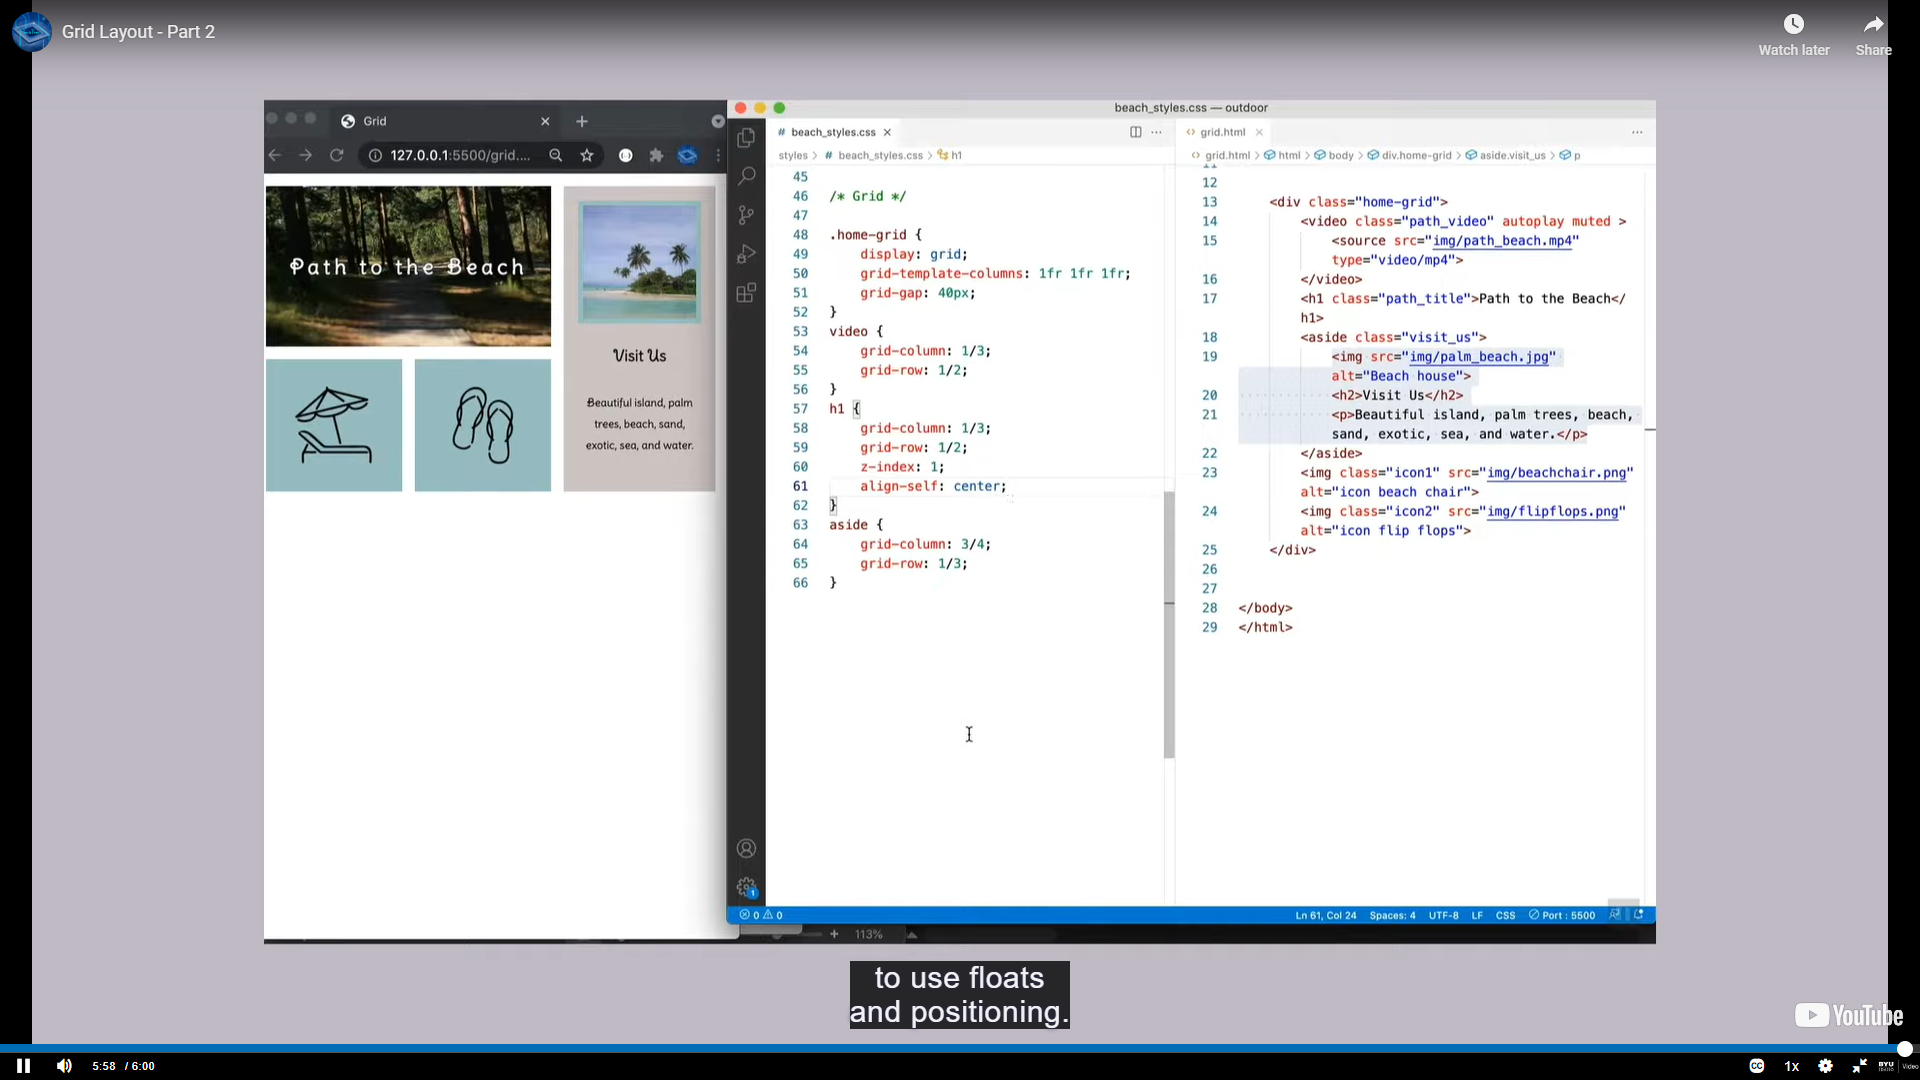 Grid Layout - Part 2
Watch later
Share
Grid
127.0.0.1:5500/grid....
Path to the Beach
Visit Us
Beautiful island, palm
trees, beach, sand,
exotic, sea, and water.
beach_styles.css — outdoor
# beach_styles.css
styles > # beach_styles.css > h1
45
46 /* Grid */
47
48 .home-grid {
49 display: grid;
50 grid-template-columns: 1fr 1fr 1fr;
51 grid-gap: 40px;
52 }
53 video {
54 grid-column: 1/3;
55 grid-row: 1/2;
56 }
57 h1 {
58 grid-column: 1/3;
59 grid-row: 1/2;
60 z-index: 1;
61 align-self: center;
62 }
63 aside {
64 grid-column: 3/4;
65 grid-row: 1/3;
66 }
<> grid.html
<> grid.html > html > body > div.home-grid > aside.visit_us > p
11
12
13 <div class="home-grid">
14 <video class="path_video" autoplay muted >
15 <source src="img/path_beach.mp4"
type="video/mp4">
16 </video>
17 <h1 class="path_title">Path to the Beach</
h1>
18 <aside class="visit_us">
19 <img src="img/palm_beach.jpg"
alt="Beach house">
20 <h2>Visit Us</h2>
21 <p>Beautiful island, palm trees, beach,
sand, exotic, sea, and water.</p>
22 </aside>
23 <img class="icon1" src="img/beachchair.png"
alt="icon beach chair">
24 <img class="icon2" src="img/flipflops.png"
alt="icon flip flops">
25 </div>
26
27
28 </body>
29 </html>
1
0 0
Ln 61, Col 24 Spaces: 4 UTF-8 LF CSS Port : 5500
113%
to use floats
and positioning.
YouTube
5:58 / 6:00
CC
1x
BYU
Video